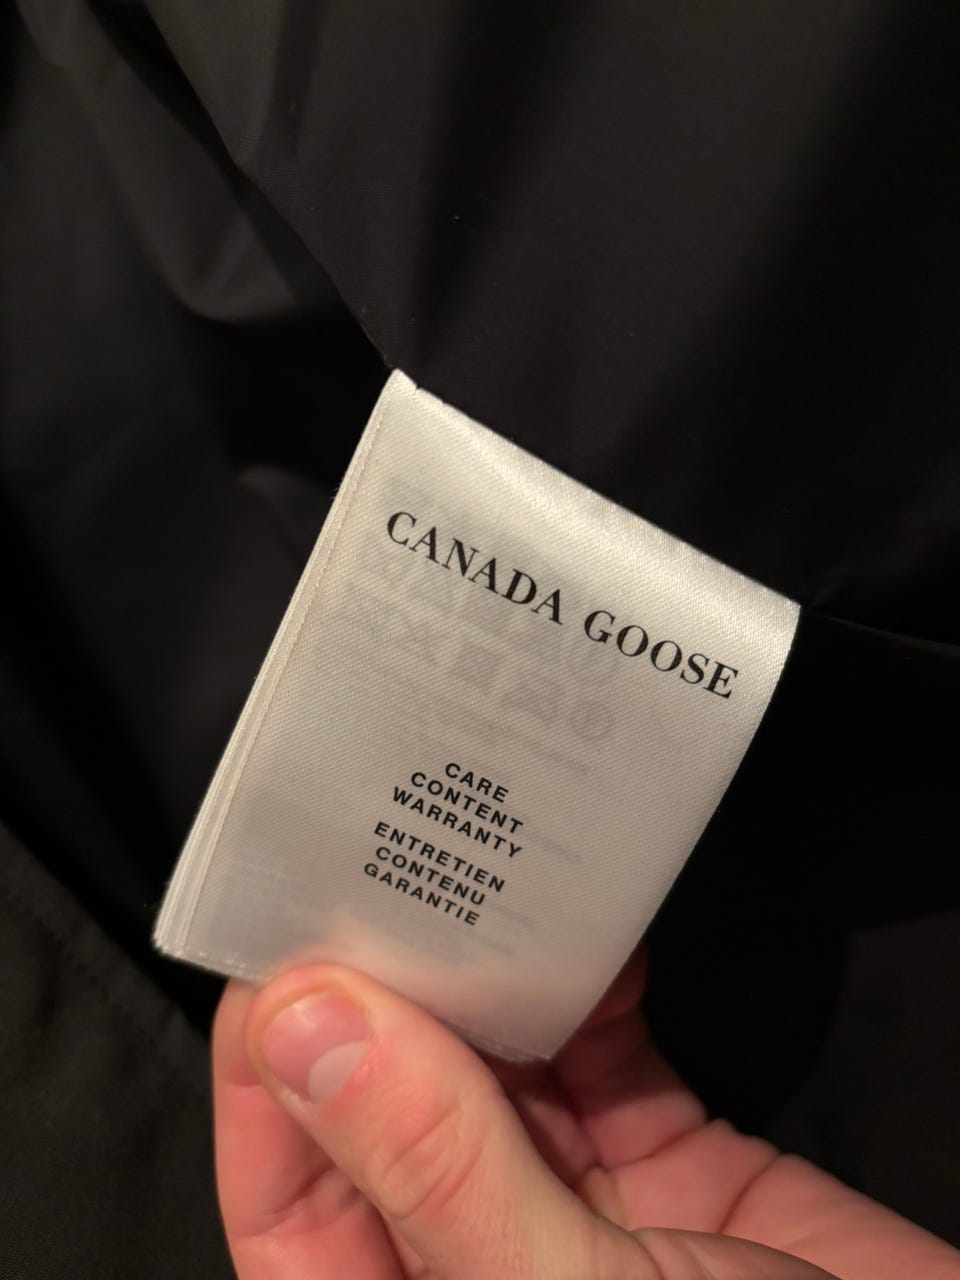 CANADA GOOSE
CARE
CONTENT
WARRANTY
ENTRETIEN
CONTENU
GARANTIE